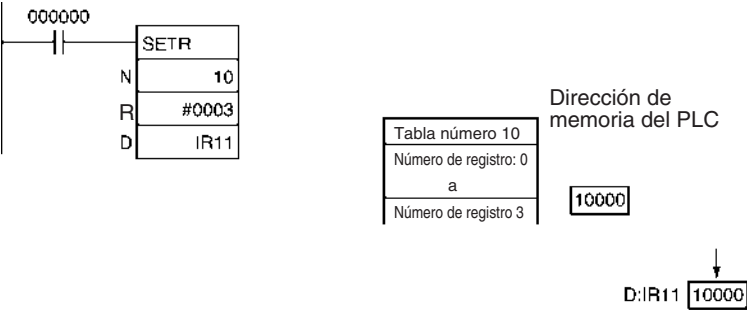 000000
SETR
N 10
R #0003
D IR11
Dirección de
memoria del PLC
Tabla número 10
Número de registro: 0
a
Número de registro 3
10000
D:IR11 10000